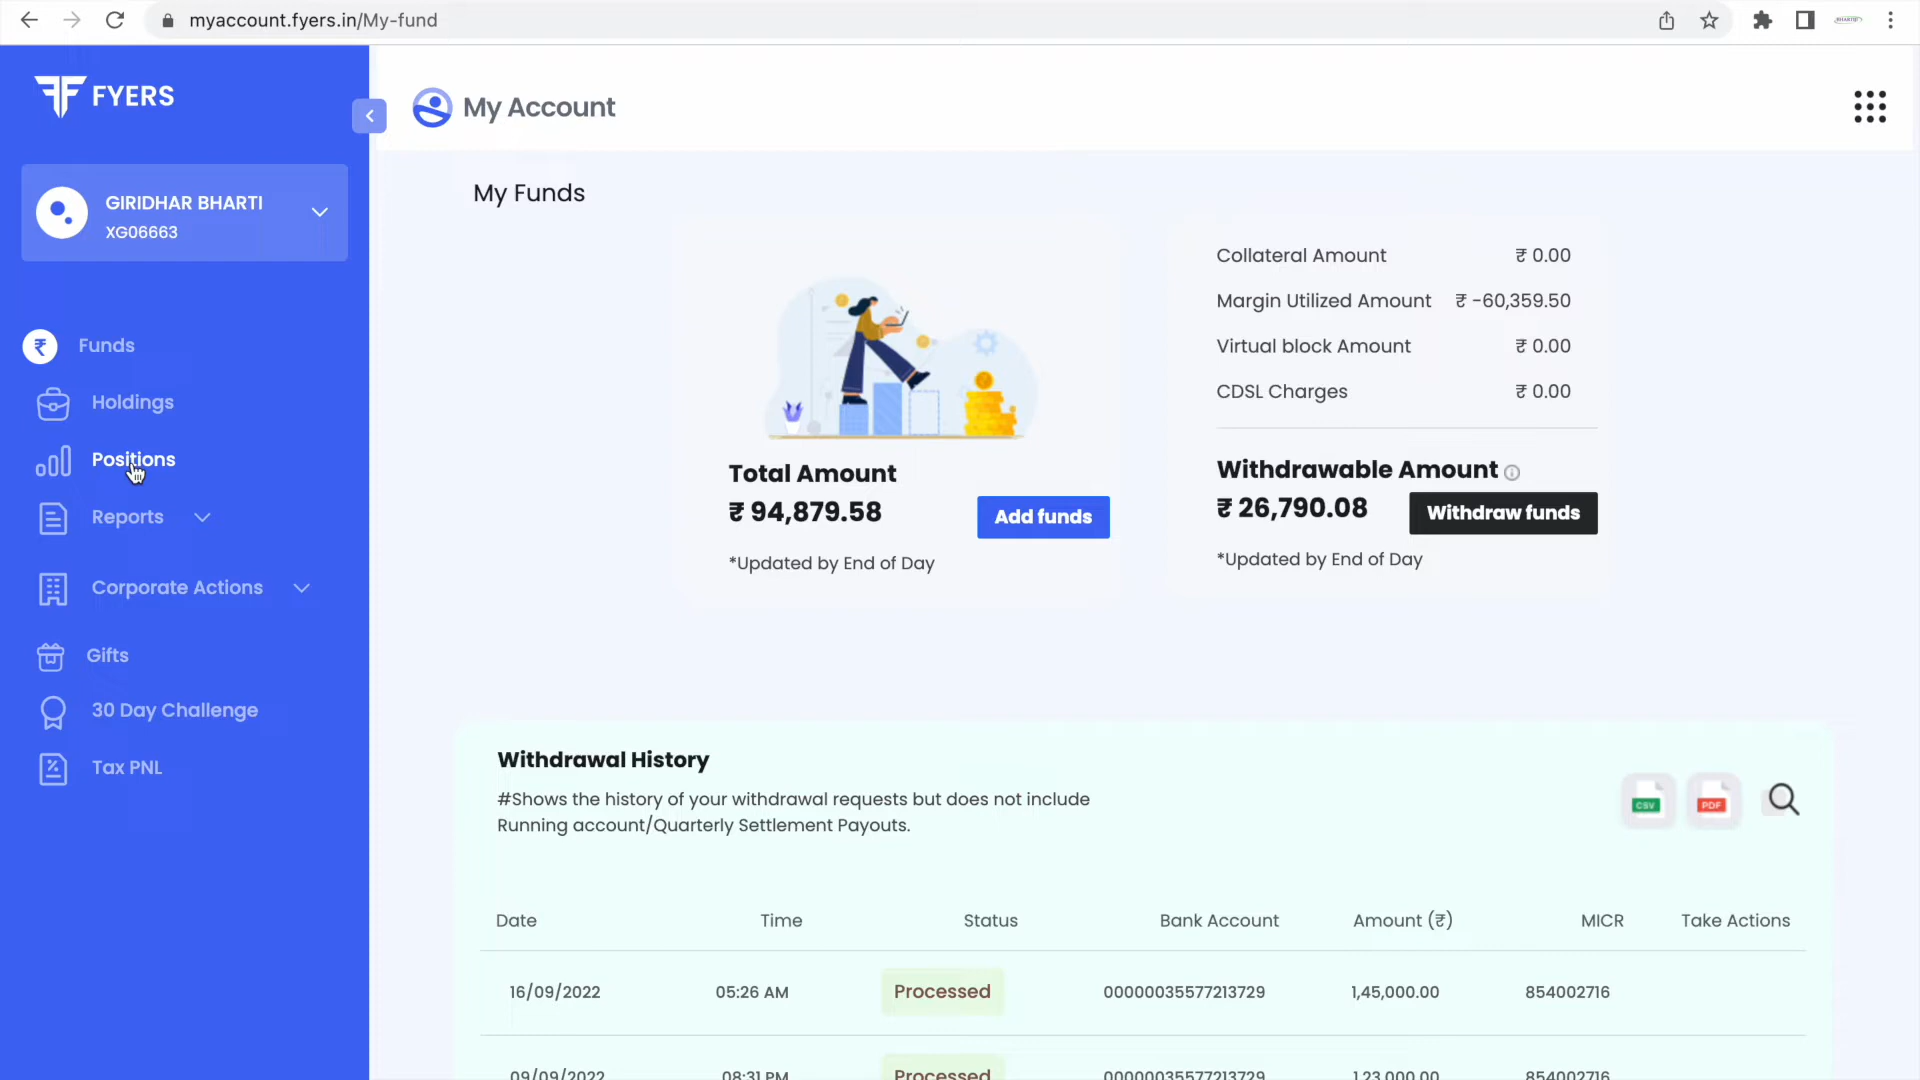 myaccount.fyers.in/My-fund
FYERS
My Account
GIRIDHAR BHARTI
XG06663
Funds
Holdings
Positions
Reports
Corporate Actions
Gifts
30 Day Challenge
Tax PNL
My Funds
Total Amount
₹ 94,879.58
Add funds
*Updated by End of Day
Collateral Amount ₹ 0.00
Margin Utilized Amount ₹ -60,359.50
Virtual block Amount ₹ 0.00
CDSL Charges ₹ 0.00
Withdrawable Amount
₹ 26,790.08
Withdraw funds
*Updated by End of Day
Withdrawal History
#Shows the history of your withdrawal requests but does not include
Running account/Quarterly Settlement Payouts.
CSV PDF
Date Time Status Bank Account Amount (₹) MICR Take Actions
16/09/2022 05:26 AM Processed 00000035577213729 1,45,000.00 854002716
09/09/2022 08:31 PM Processed 00000035577213729 1,23,000.00 854002716